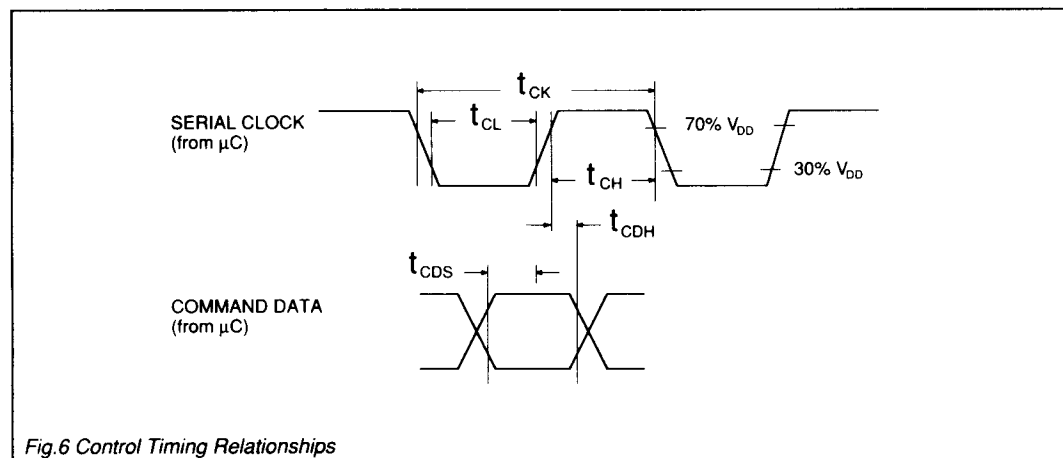 tCK
SERIAL CLOCK
(from μC)
tCL
70% VDD
tCH
30% VDD
tCDH
tCDS
COMMAND DATA
(from μC)
Fig.6 Control Timing Relationships